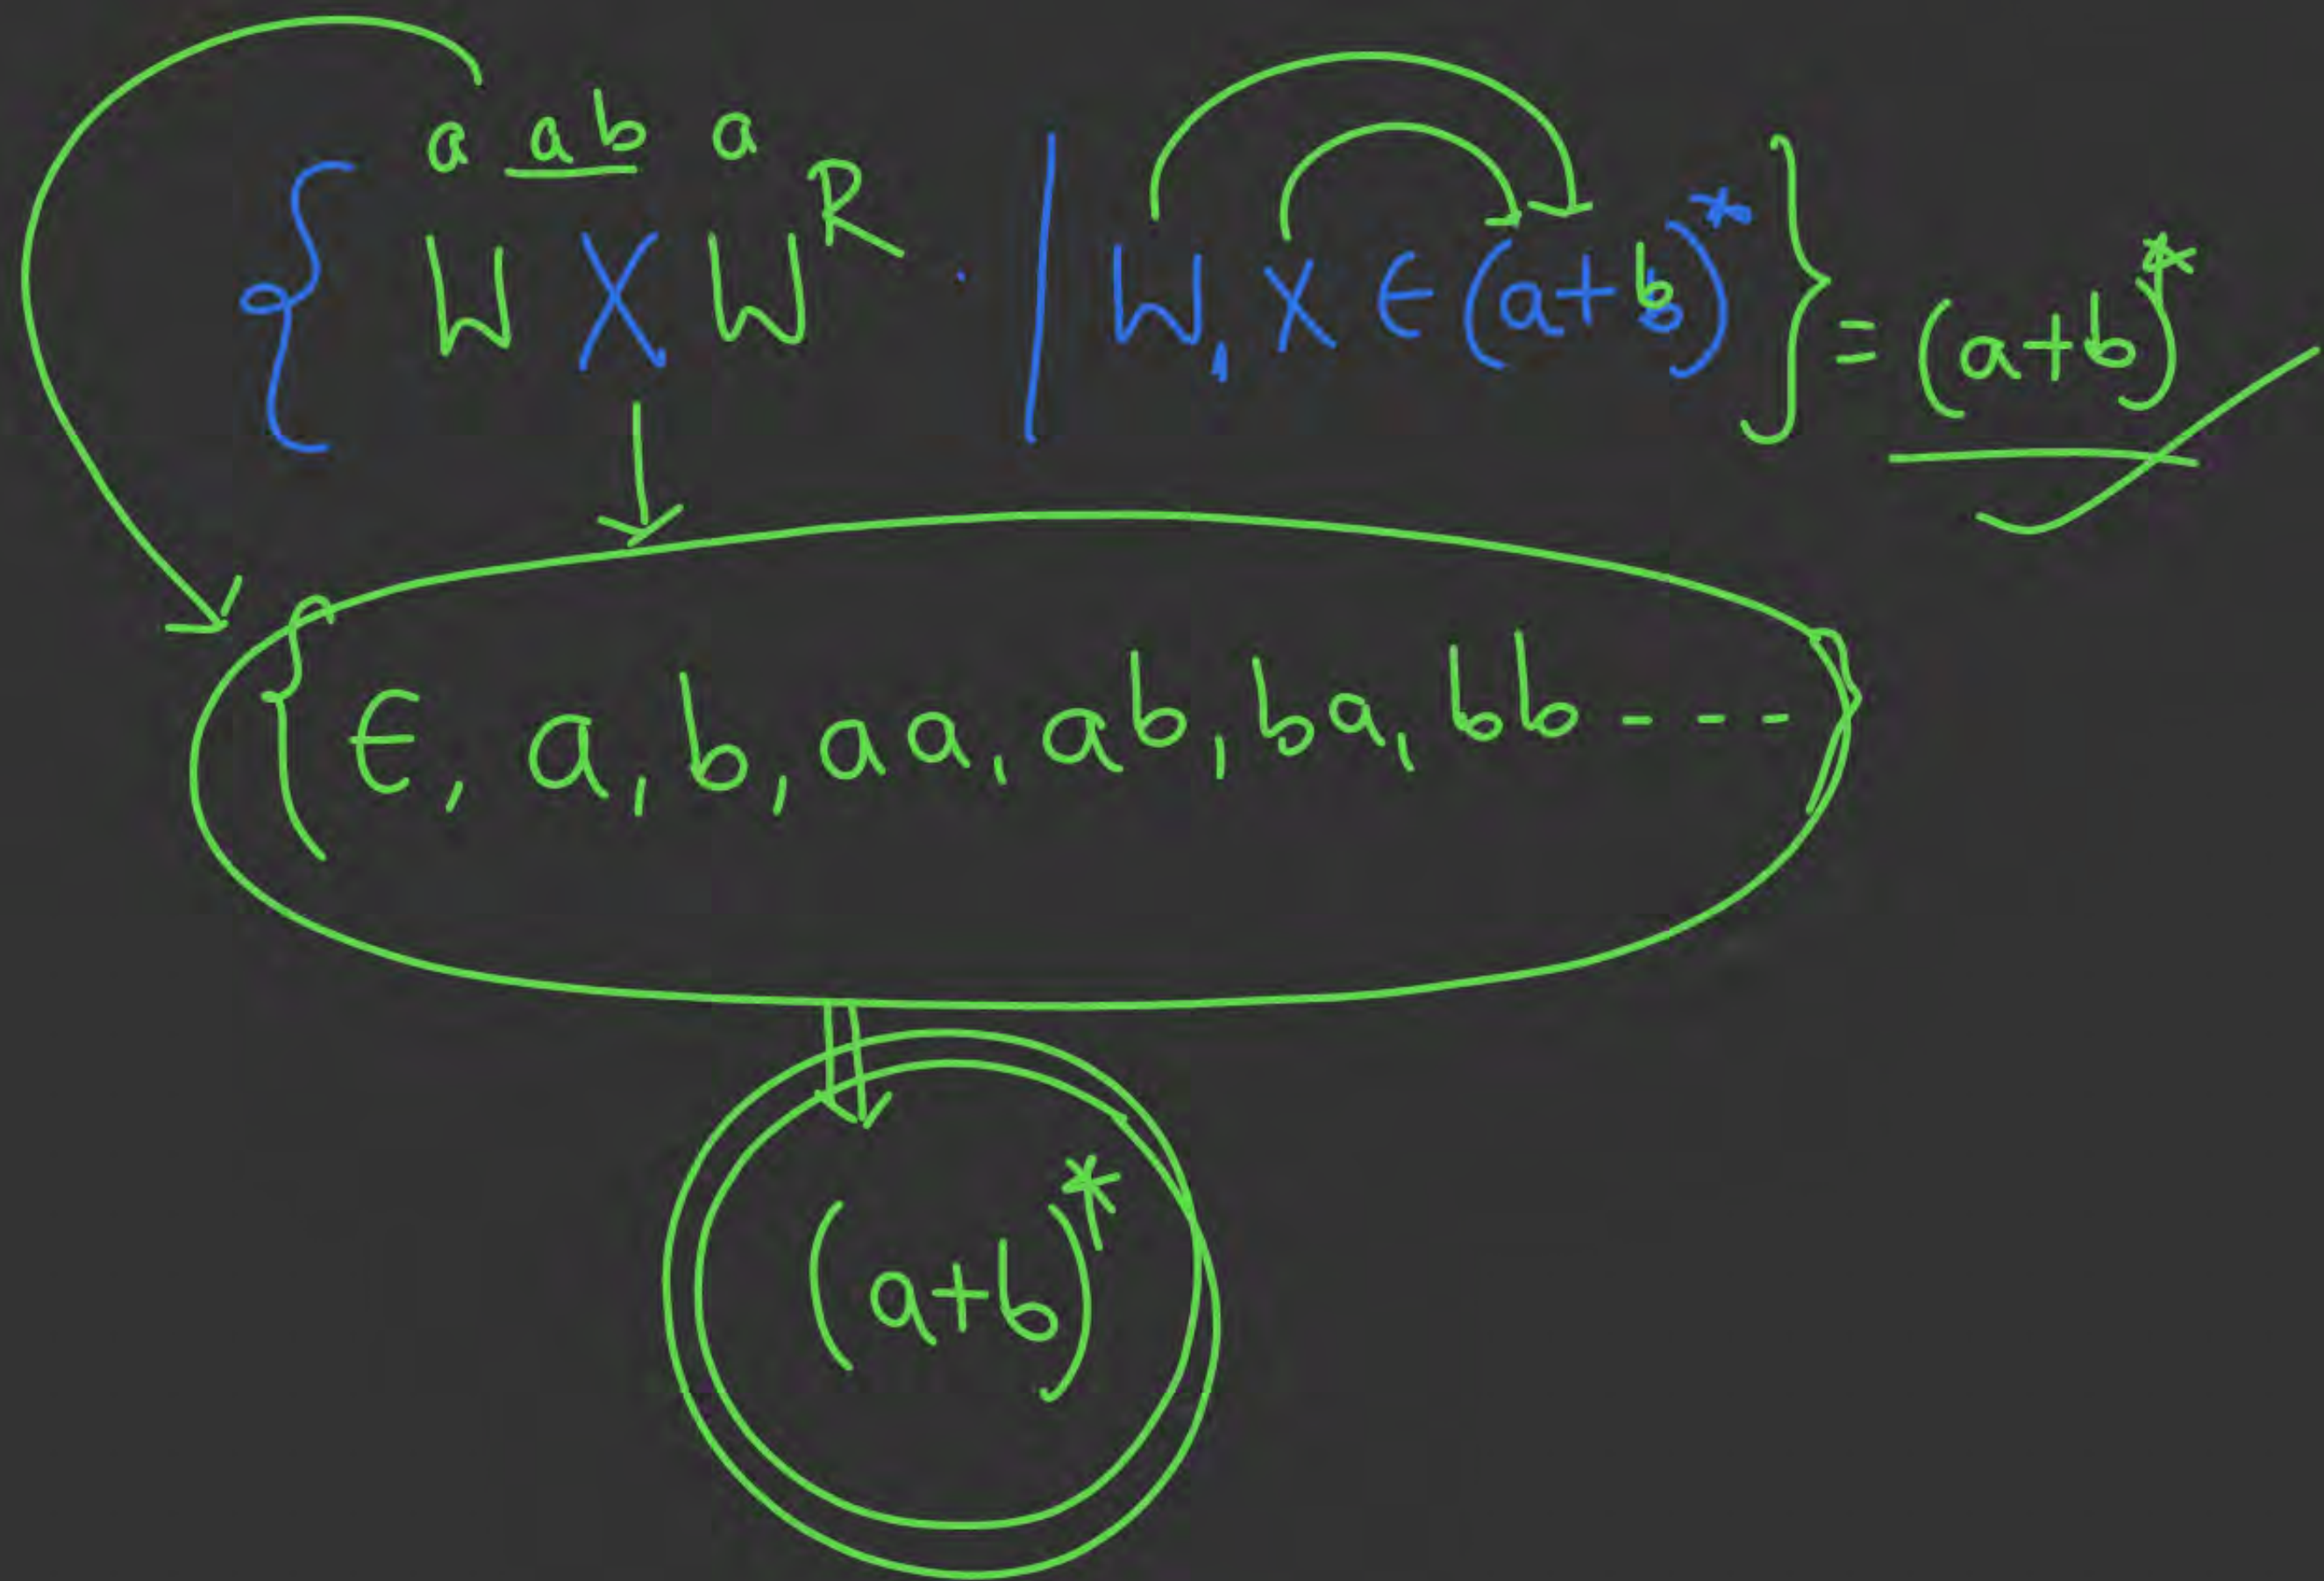 a ab a
{ W X W^R . | W, X ∈ (a+b)* } = (a+b)*
{ ϵ, a, b, aa, ab, ba, bb - - - }
(a+b)*